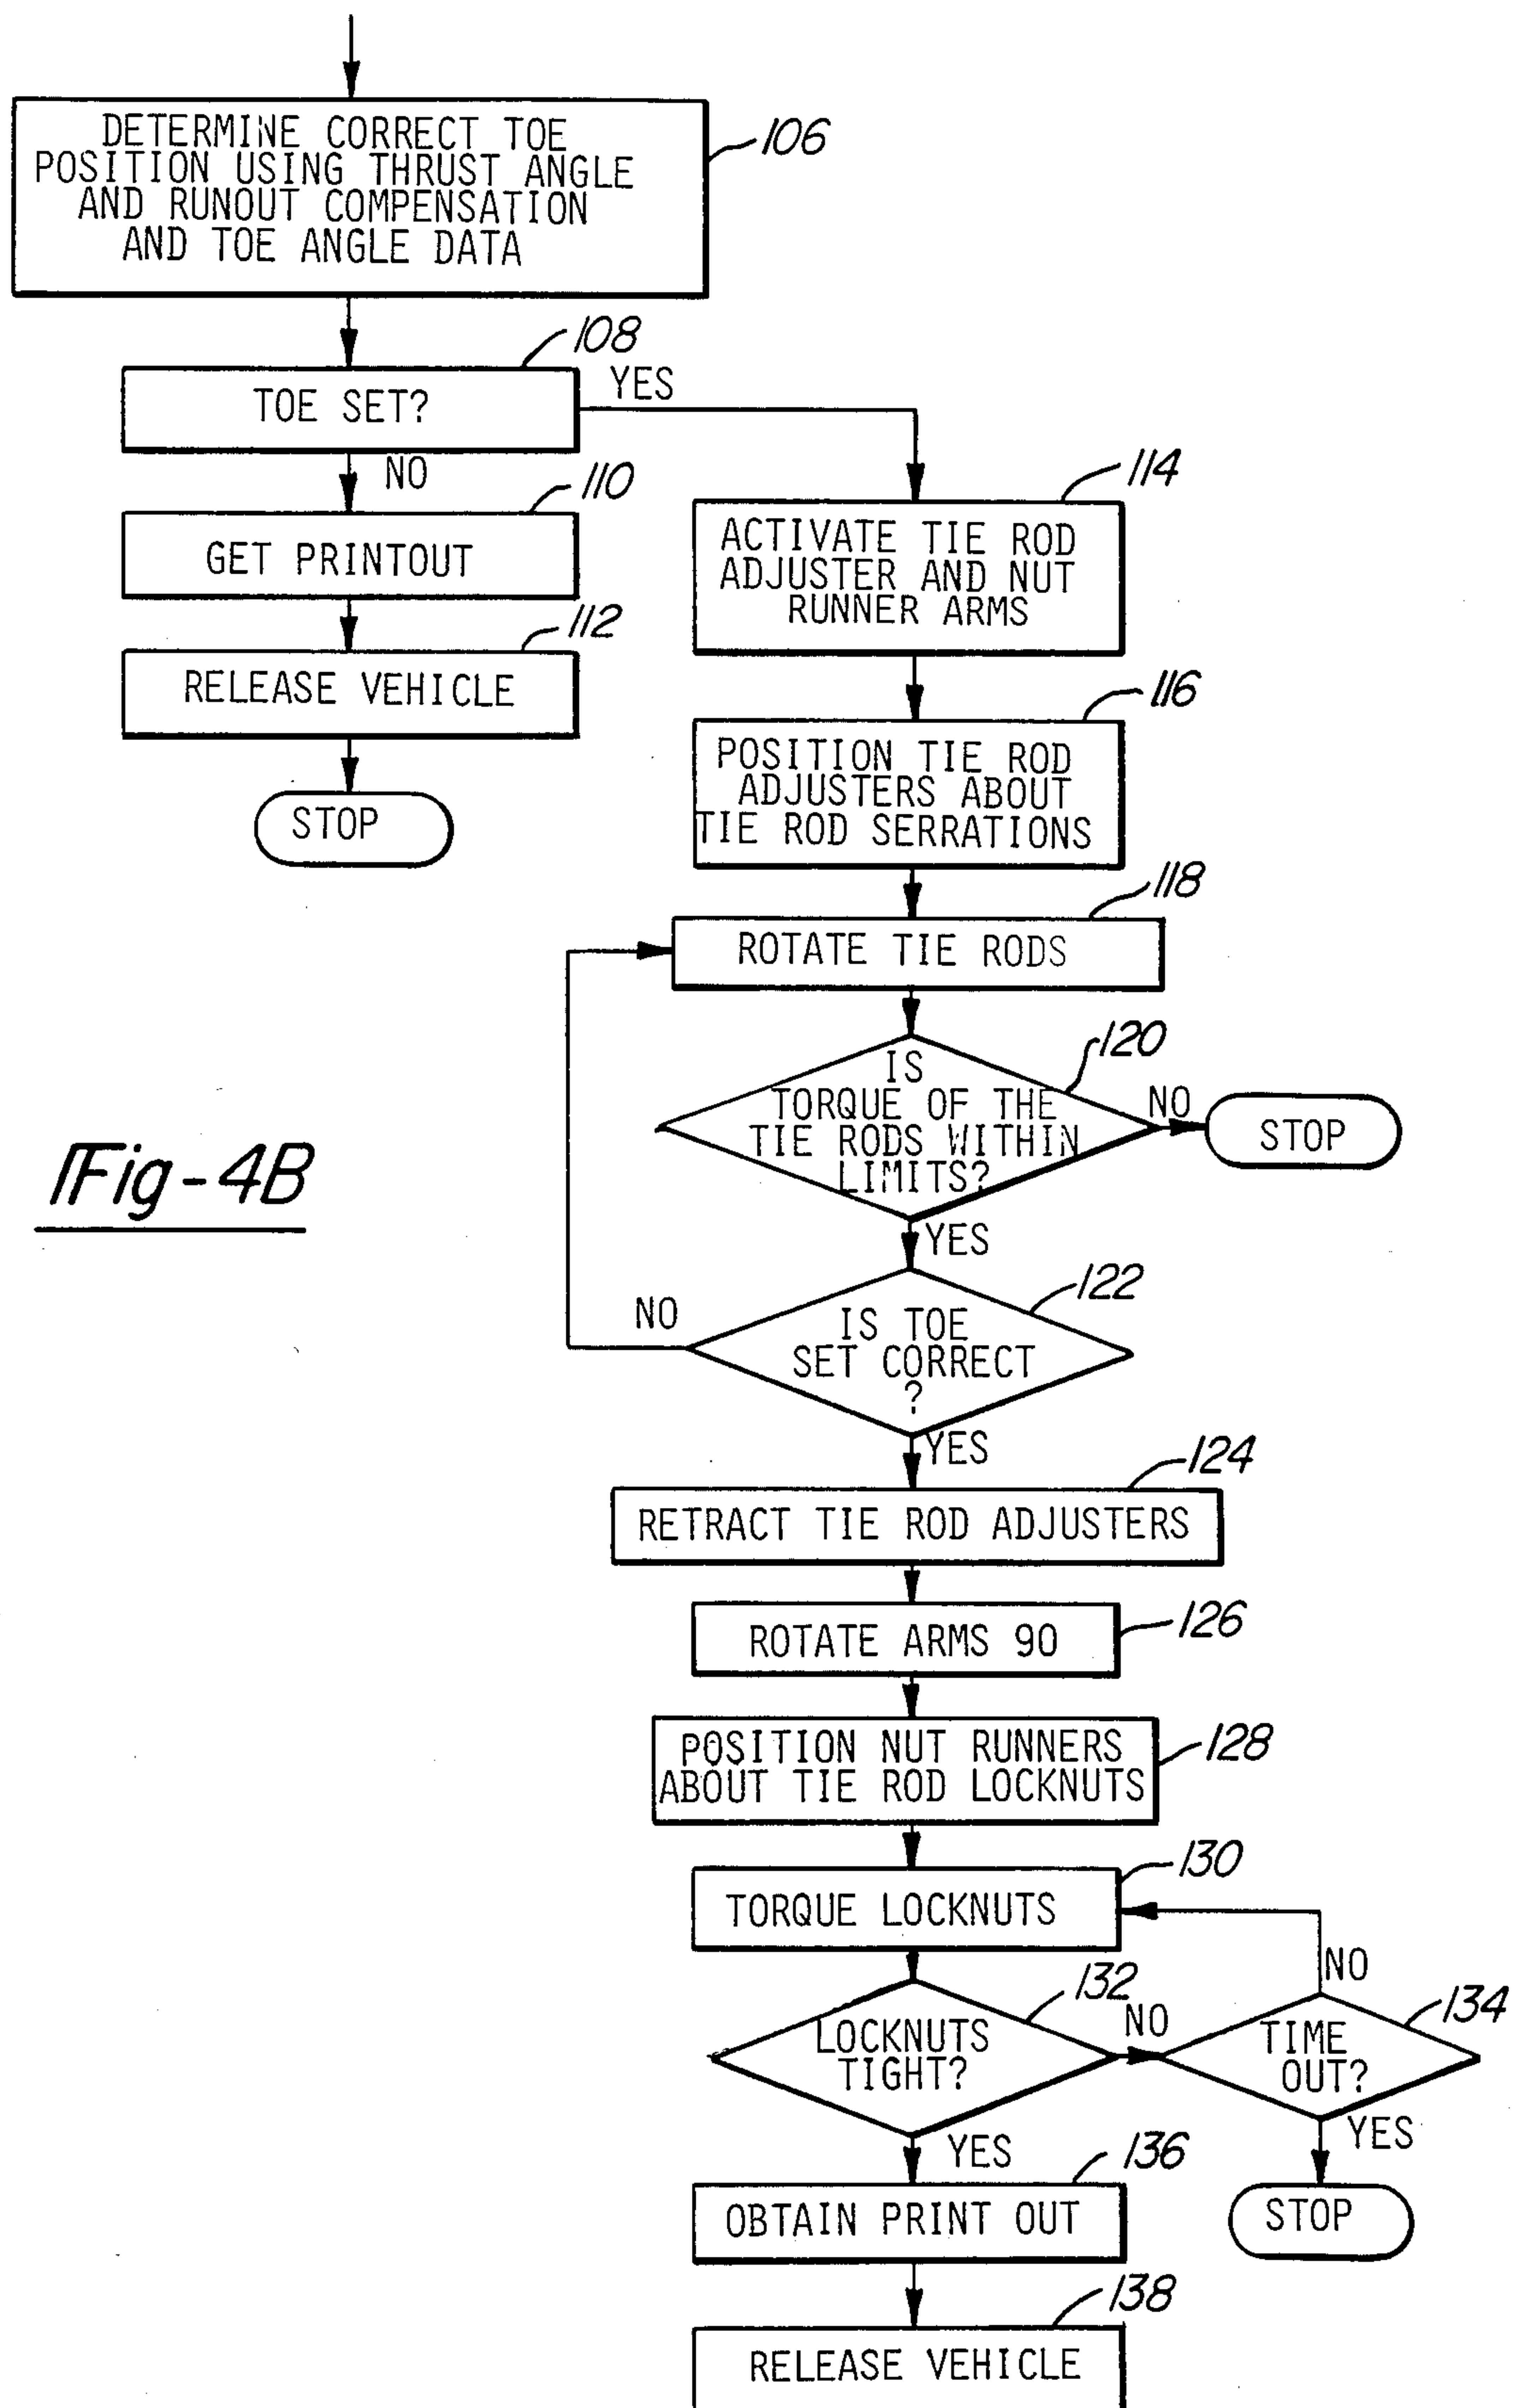 DETERMINE CORRECT TOE
POSITION USING THRUST ANGLE
AND RUNOUT COMPENSATION
AND TOE ANGLE DATA
106
108
TOE SET?
YES
NO
110
GET PRINTOUT
112
RELEASE VEHICLE
STOP
114
ACTIVATE TIE ROD
ADJUSTER AND NUT
RUNNER ARMS
116
POSITION TIE ROD
ADJUSTERS ABOUT
TIE ROD SERRATIONS
118
ROTATE TIE RODS
120
IS
TORQUE OF THE
TIE RODS WITHIN
LIMITS?
NO
STOP
Fig-4B
YES
122
IS TOE
SET CORRECT
?
NO
YES
124
RETRACT TIE ROD ADJUSTERS
126
ROTATE ARMS 90
128
POSITION NUT RUNNERS
ABOUT TIE ROD LOCKNUTS
130
TORQUE LOCKNUTS
132
LOCKNUTS
TIGHT?
NO
134
TIME
OUT?
NO
YES
STOP
YES
136
OBTAIN PRINT OUT
138
RELEASE VEHICLE